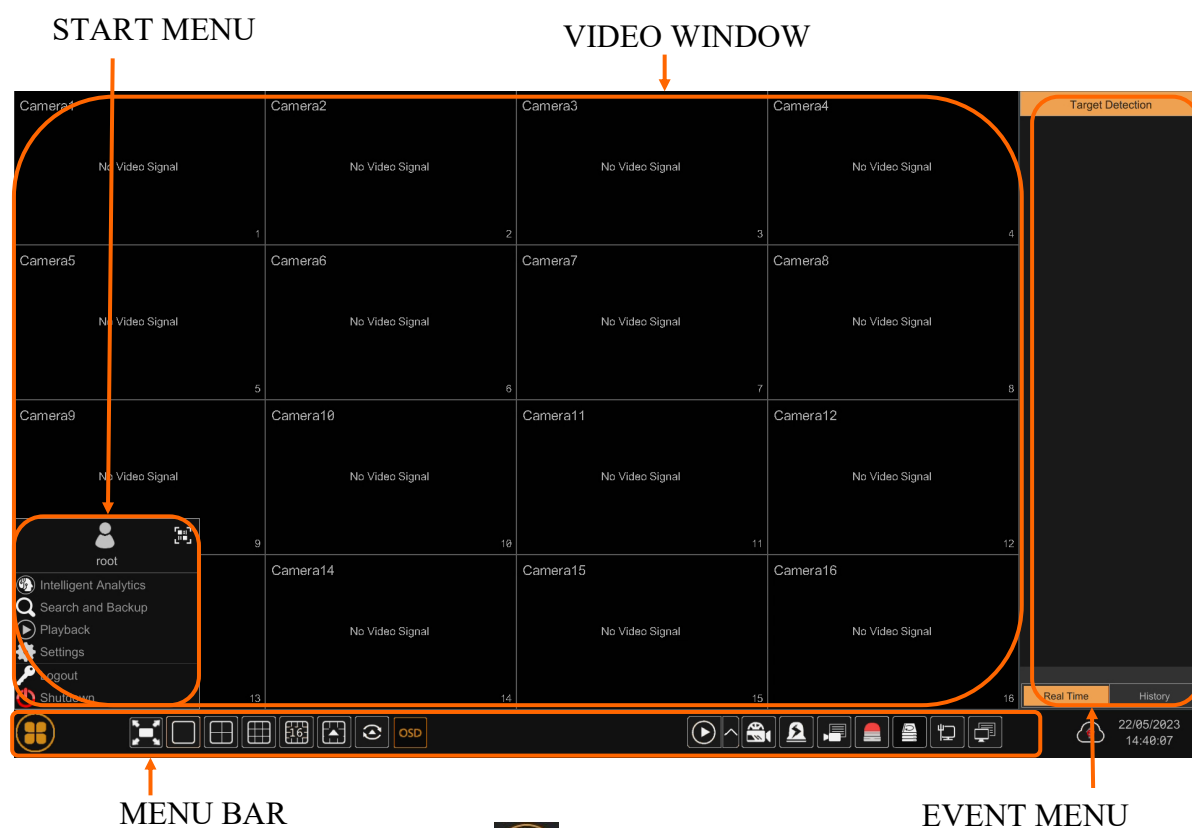 START MENU
VIDEO WINDOW
Camera1
Camera2
Camera3
Camera4
Target Detection
No Video Signal
No Video Signal
No Video Signal
No Video Signal
1
2
3
4
Camera5
Camera6
Camera7
Camera8
No Video Signal
No Video Signal
No Video Signal
No Video Signal
5
6
7
8
Camera9
Camera10
Camera11
Camera12
No Video Signal
No Video Signal
No Video Signal
No Video Signal
9
10
11
12
root
Intelligent Analytics
Search and Backup
Playback
Settings
Logout
Shutdown
Camera14
Camera15
Camera16
No Video Signal
No Video Signal
No Video Signal
13
14
15
16
Real Time
History
16
OSD
22/05/2023
14:40:07
MENU BAR
EVENT MENU